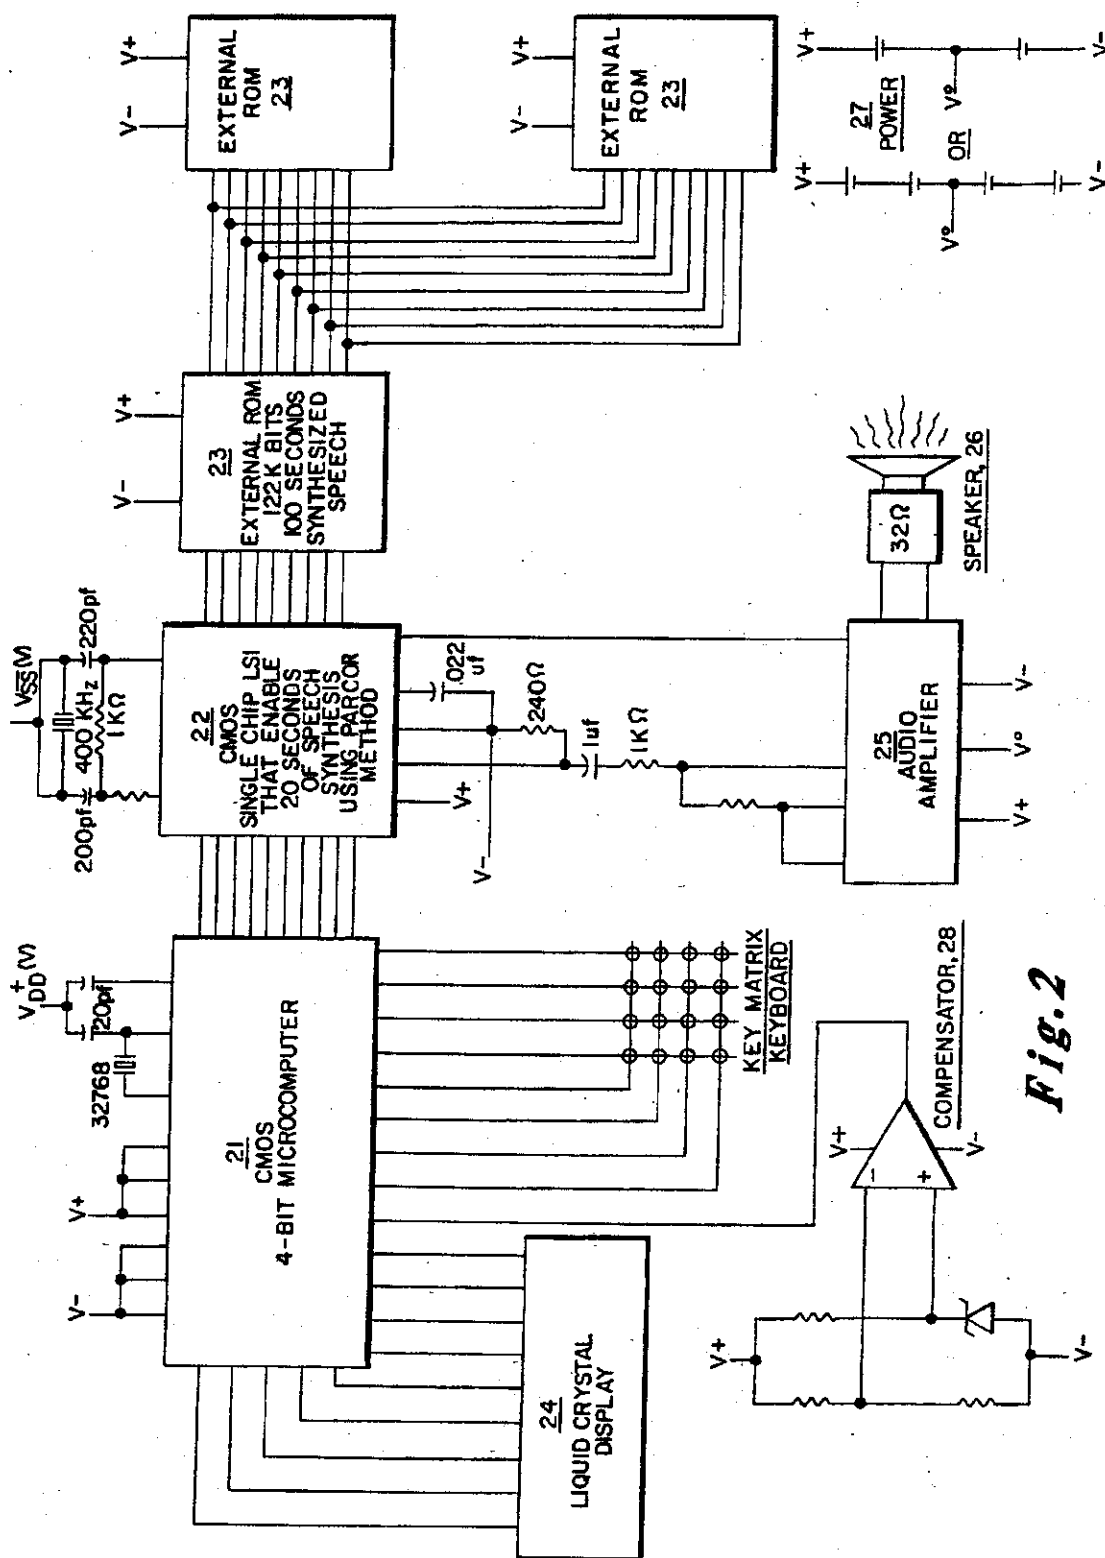 V-
V+
V+DD(V)
32768
20pf
21
CMOS
4-BIT MICROCOMPUTER
24
LIQUID CRYSTAL
DISPLAY
KEY MATRIX
KEYBOARD
VSS(V)
200pf
400 KHz
220pf
1KΩ
22
CMOS
SINGLE CHIP LSI
THAT ENABLE
20 SECONDS
OF SPEECH
SYNTHESIS
USING PARCOR
METHOD
V+
V-
.022
uf
240Ω
1uf
1KΩ
V-
V+
23
EXTERNAL ROM
122K BITS
100 SECONDS
SYNTHESIZED
SPEECH
V-
V+
EXTERNAL
ROM
23
V-
V+
EXTERNAL
ROM
23
25
AUDIO
AMPLIFIER
V+
V°
V-
32Ω
SPEAKER, 26
V+
V-
V+
-
+
V-
COMPENSATOR, 28
27
POWER
V+
V°
V-
OR
V+
V°
V-
Fig.2